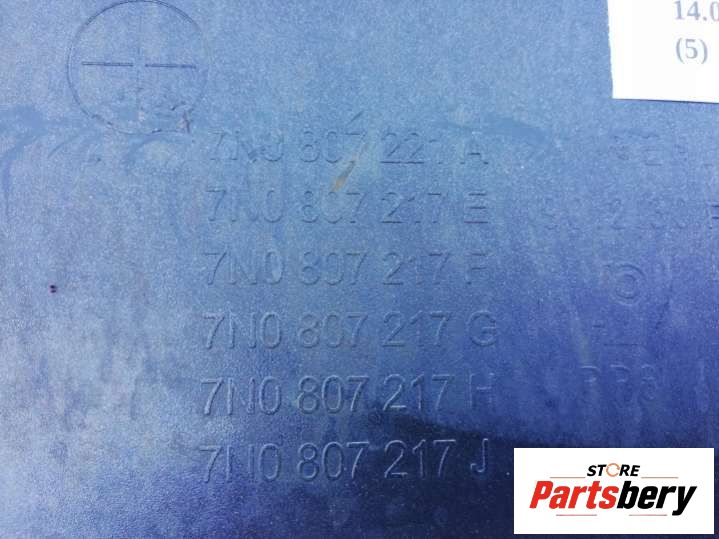 14.0
(5)
7N0 807 221 A
7N0 807 217 E
7N0 807 217 F
7N0 807 217 G
7N0 807 217 H
7N0 807 217 J
STORE
Partsbery